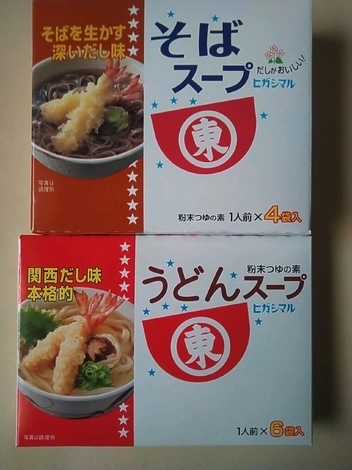 そばを生かす
深いだし味
そば
スープ
だしがおいしい!
ヒガシマル
東
写真は
調理例
粉末つゆの素 1人前×4袋入
関西だし味
本格的
粉末つゆの素
うどんスープ
ヒガシマル
東
写真は調理例
1人前×6袋入